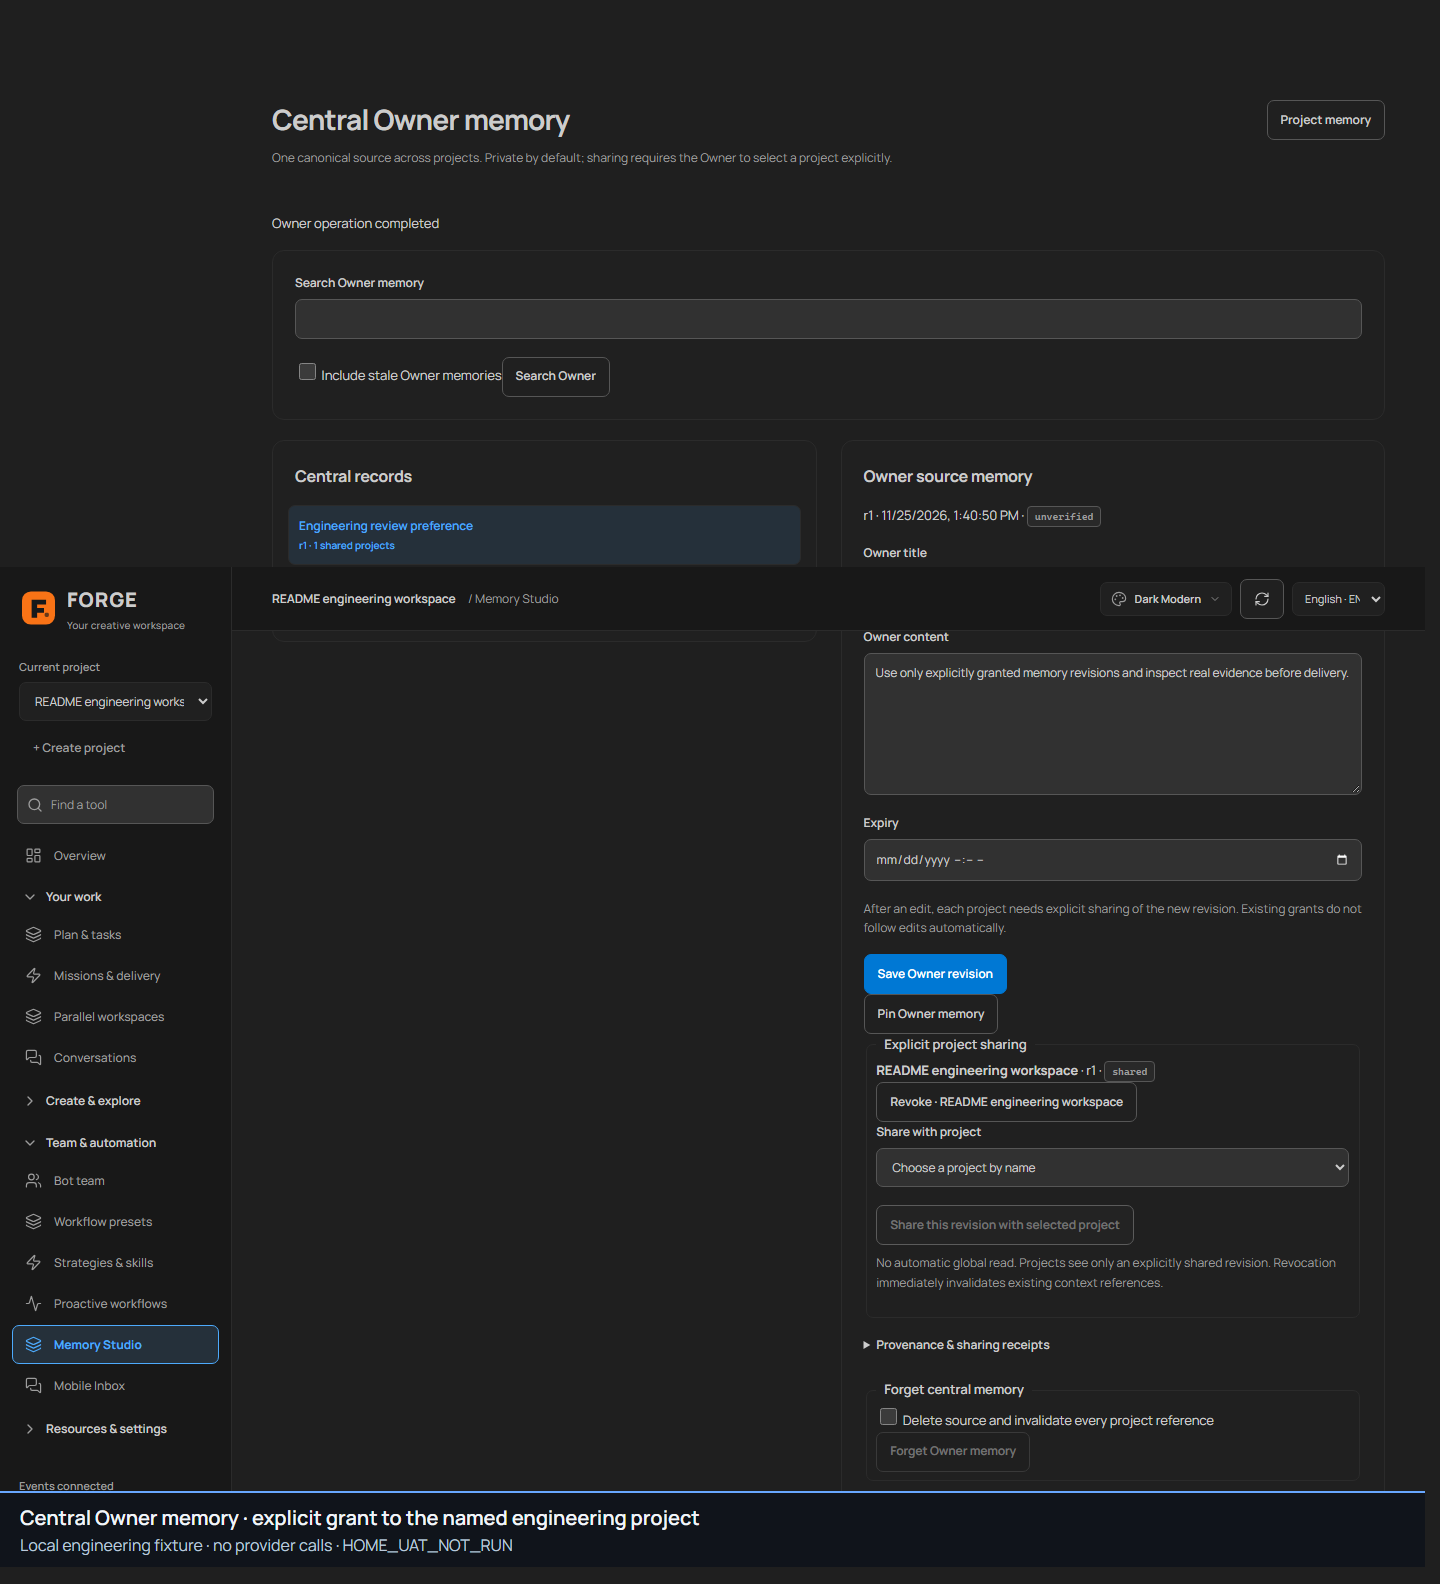 Central Owner memory
Project memory
One canonical source across projects. Private by default; sharing requires the Owner to select a project explicitly.
Owner operation completed
Search Owner memory
Include stale Owner memories
Search Owner
Central records
Engineering review preference
r1 · 1 shared projects
Owner source memory
r1 · 11/25/2026, 1:40:50 PM · unverified
Owner title
FORGE
Your creative workspace
README engineering workspace / Memory Studio
Dark Modern
English · EN
Current project
README engineering works
+ Create project
Find a tool
Overview
Your work
Plan & tasks
Missions & delivery
Parallel workspaces
Conversations
Create & explore
Team & automation
Bot team
Workflow presets
Strategies & skills
Proactive workflows
Memory Studio
Mobile Inbox
Resources & settings
Events connected
Owner content
Use only explicitly granted memory revisions and inspect real evidence before delivery.
Expiry
mm/dd/yyyy --:-- --
After an edit, each project needs explicit sharing of the new revision. Existing grants do not
follow edits automatically.
Save Owner revision
Pin Owner memory
Explicit project sharing
README engineering workspace · r1 · shared
Revoke · README engineering workspace
Share with project
Choose a project by name
Share this revision with selected project
No automatic global read. Projects see only an explicitly shared revision. Revocation
immediately invalidates existing context references.
Provenance & sharing receipts
Forget central memory
Delete source and invalidate every project reference
Forget Owner memory
Central Owner memory · explicit grant to the named engineering project
Local engineering fixture · no provider calls · HOME_UAT_NOT_RUN